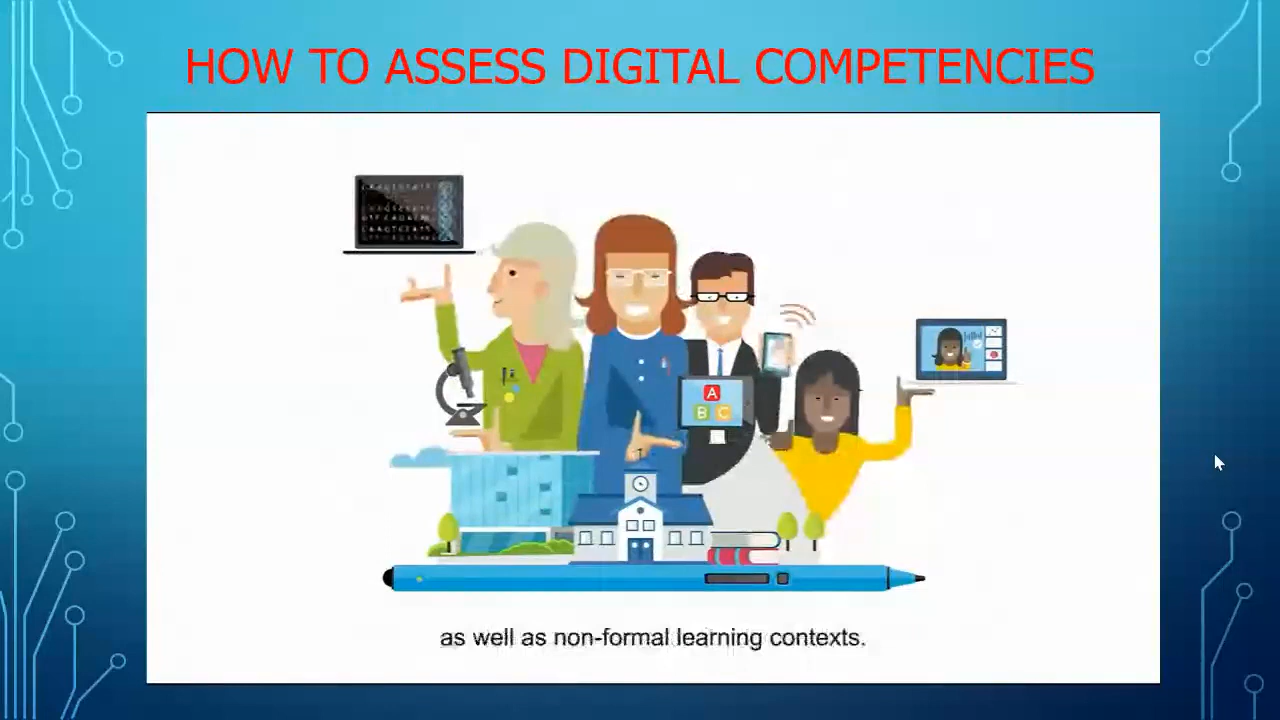 HOW TO ASSESS DIGITAL COMPETENCIES
A
B C
as well as non-formal learning contexts.